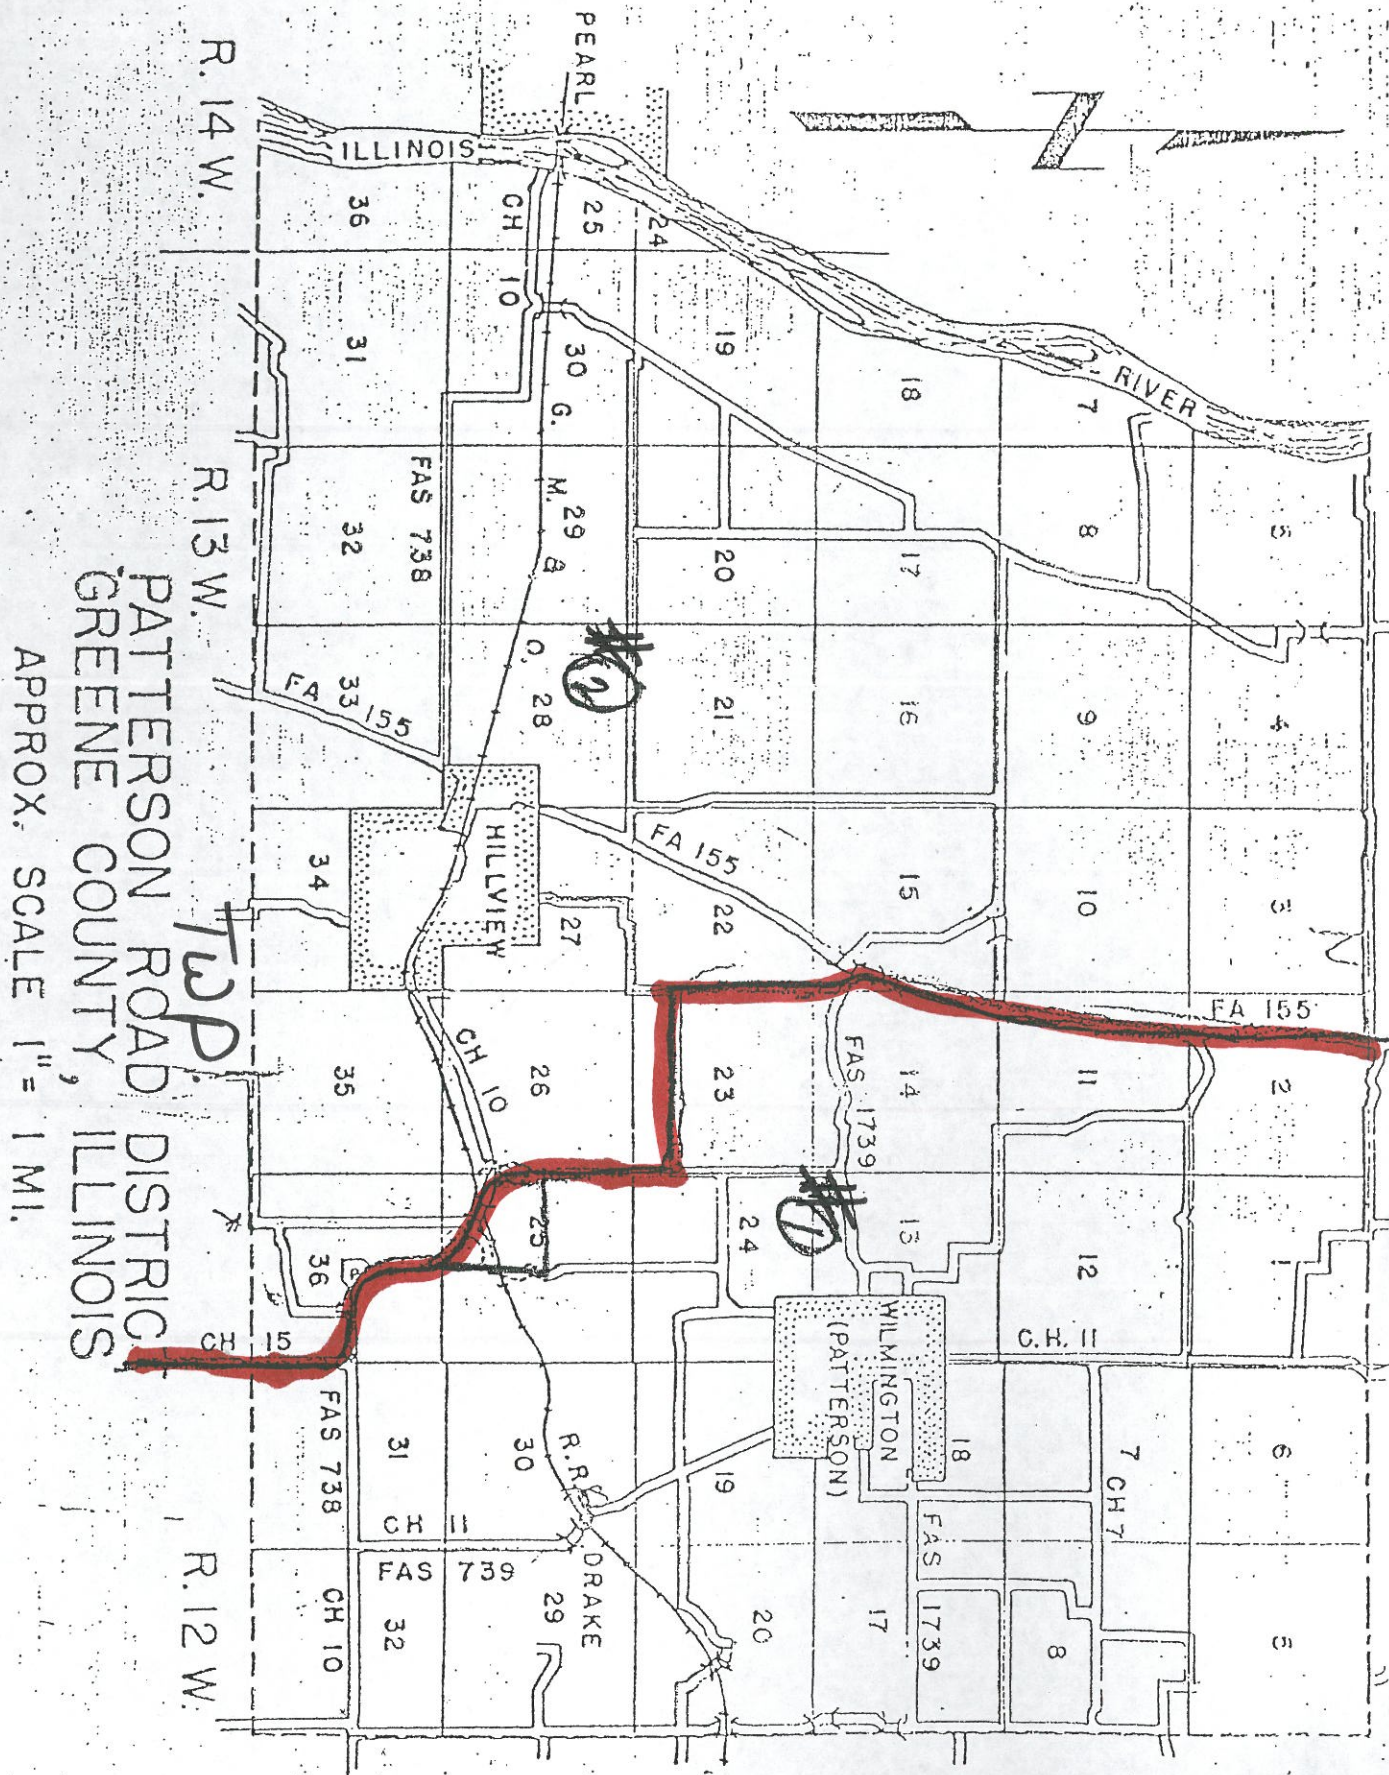 N
5 4 3 2 1 6 5
FA 155
RIVER
7 8 9 10 11 12 7 8
C.H. 11
CH 7
18 17 16 15 14 13 18 17
FAS 1739
FAS 1739
WILMINGTON
(PATTERSON)
#1
24 19 20 21 22 23 24 19 20
FA 155
PEARL
#2
25 30 29 28 27 26 25 30 29
G. M. & O. R.R.
DRAKE
CH 10
HILLVIEW
CH 10
ILLINOIS
FAS 738
FAS 739
CH 11
36 31 32 33 34 35 36 31 32
FA 155
FAS 738
CH 10
CH 15
R. 14 W.
R. 13 W.
R. 12 W.
TWP.
PATTERSON ROAD DISTRICT
GREENE COUNTY, ILLINOIS
APPROX. SCALE 1" = 1 MI.